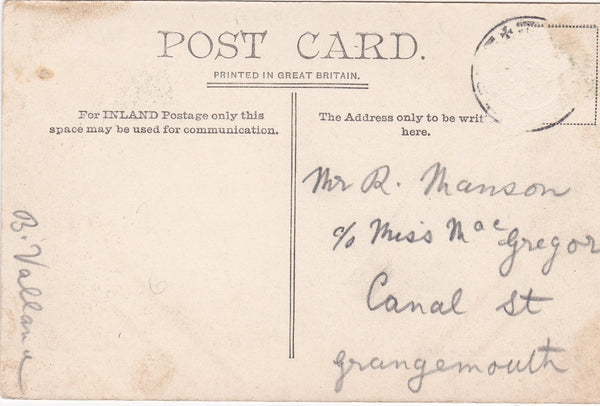 POST CARD.
PRINTED IN GREAT BRITAIN.
For INLAND Postage only this
space may be used for communication.
The Address only to be writ
here.
Mr R. Manson
c/o Miss MacGregor
Canal St
Grangemouth
6
B.